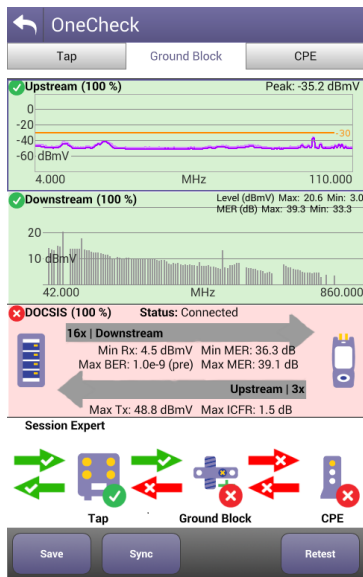 OneCheck
Tap
Ground Block
CPE
Upstream (100 %)
Peak: -35.2 dBmV
0
-20
-30
-40
-60 dBmV
4.000
MHz
110.000
Downstream (100 %)
Level (dBmV) Max: 20.6 Min: 3.0
MER (dB) Max: 39.3 Min: 33.3
20
10 dBmV
42.000
MHz
860.000
DOCSIS (100 %)
Status: Connected
16x | Downstream
Min Rx: 4.5 dBmV Min MER: 36.3 dB
Max BER: 1.0e-9 (pre) Max MER: 39.1 dB
Upstream | 3x
Max Tx: 48.8 dBmV Max ICFR: 1.5 dB
Session Expert
Tap
Ground Block
CPE
Save
Sync
Retest